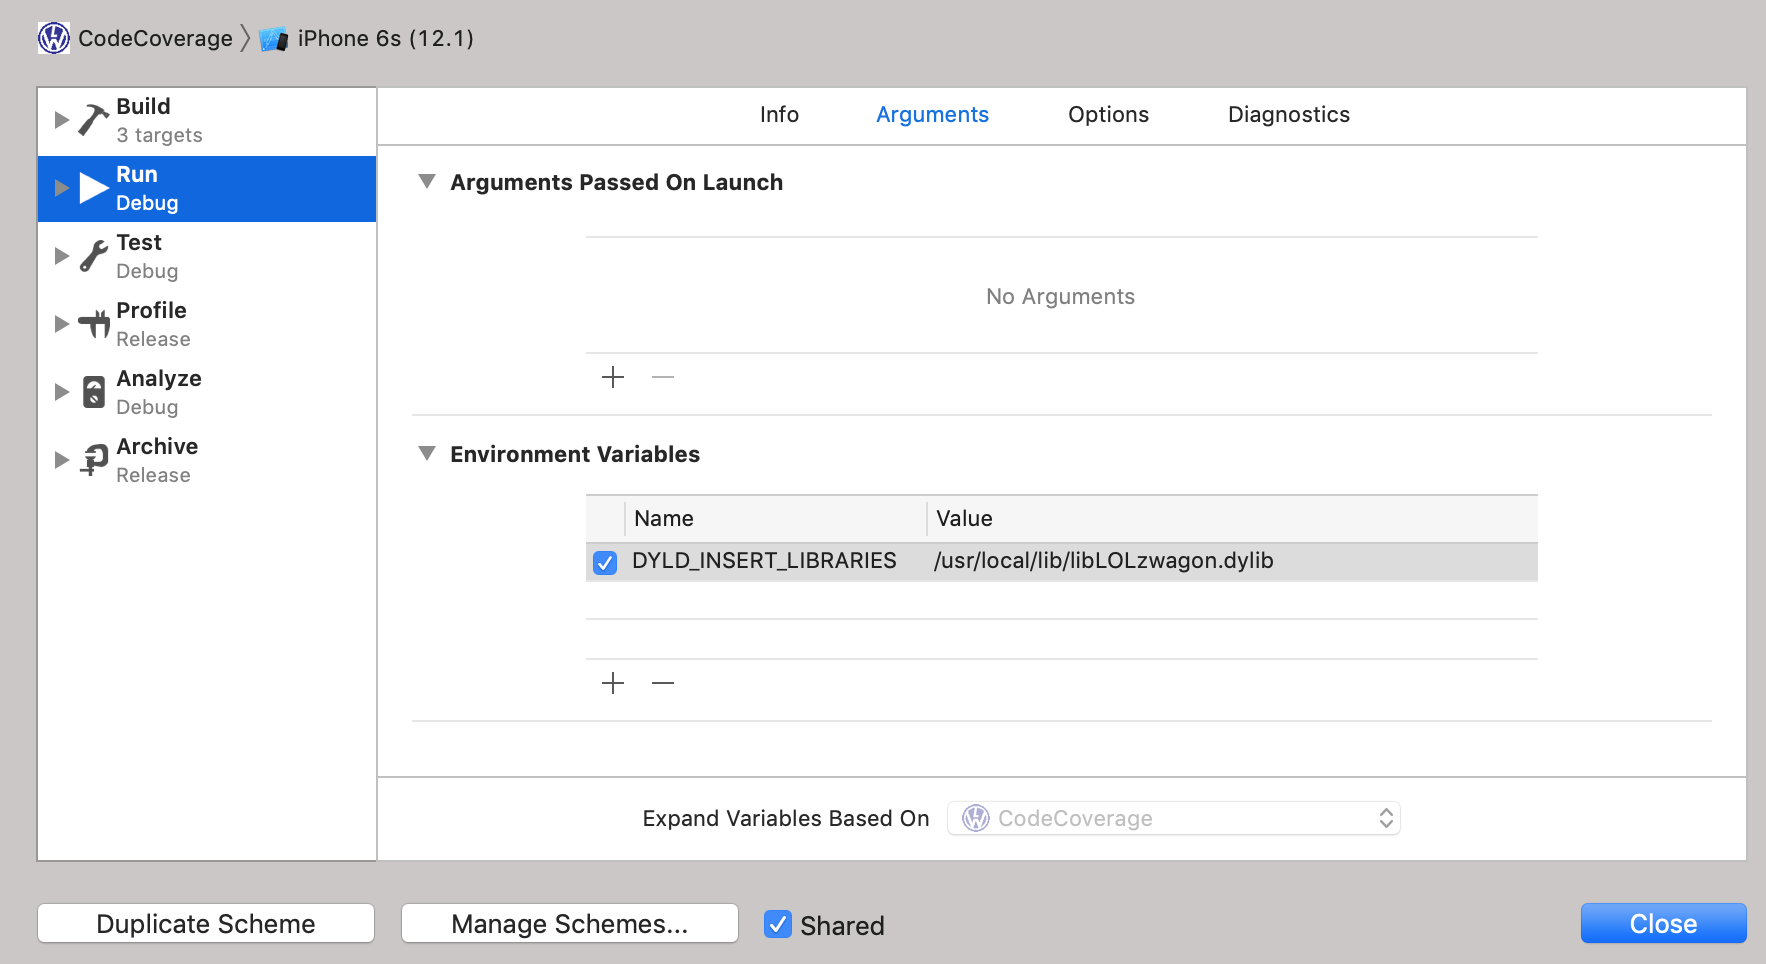 CodeCoverage
iPhone 6s (12.1)
Build
3 targets
Run
Debug
Test
Debug
Profile
Release
Analyze
Debug
Archive
Release
Info Arguments Options Diagnostics
Arguments Passed On Launch
No Arguments
Environment Variables
Name Value
DYLD_INSERT_LIBRARIES /usr/local/lib/libLOLzwagon.dylib
Expand Variables Based On CodeCoverage
Duplicate Scheme Manage Schemes... Shared Close